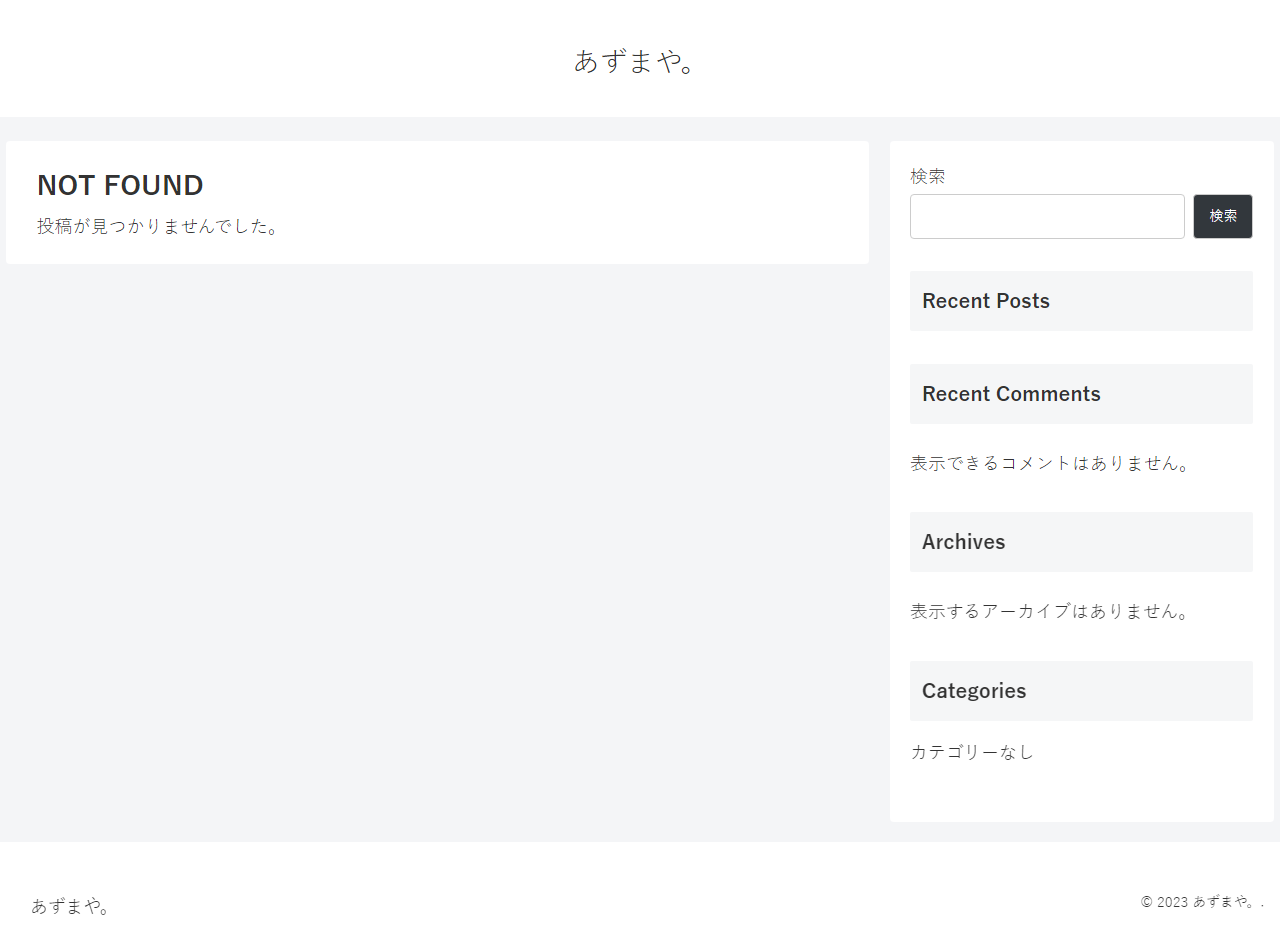 あずまや。
NOT FOUND
投稿が見つかりませんでした。
検索
検索
Recent Posts
Recent Comments
表示できるコメントはありません。
Archives
表示するアーカイブはありません。
Categories
カテゴリーなし
あずまや。
© 2023 あずまや。.